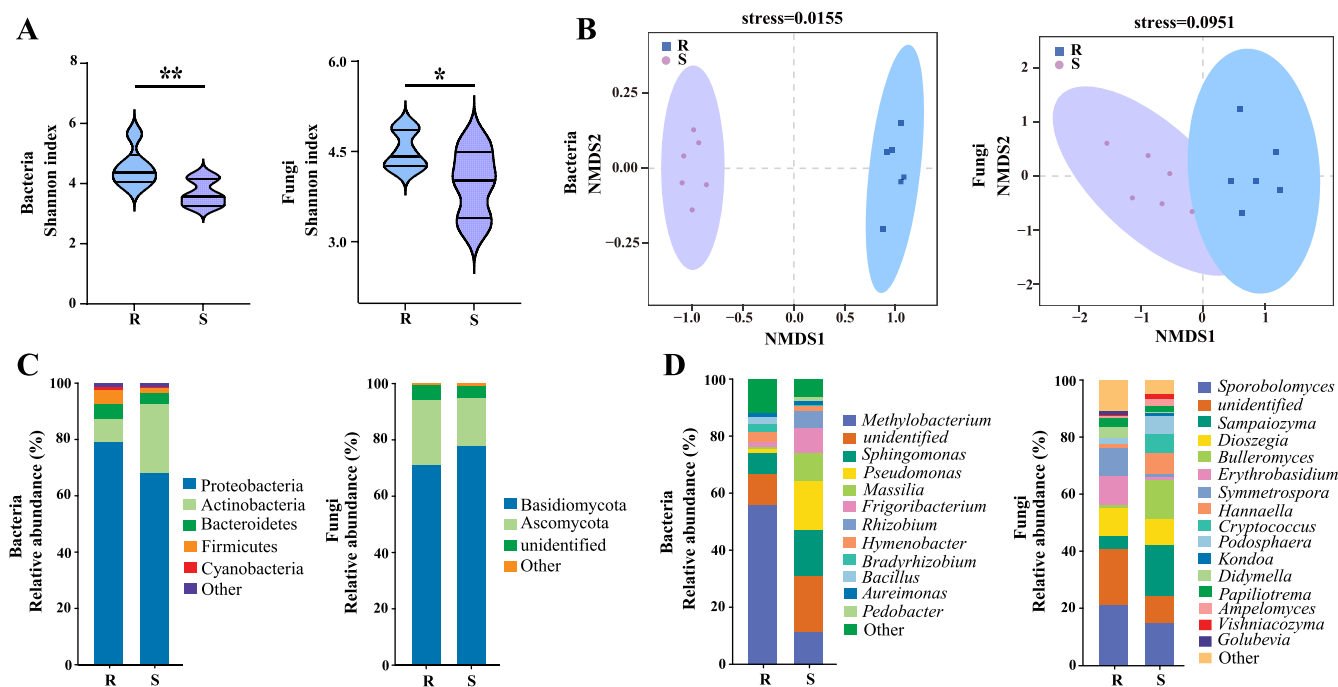 A
Bacteria
Shannon index
8
6
4
2
0
**
R
S
Fungi
Shannon index
6.0
4.5
3.0
*
R
S
B
stress=0.0155
R
S
Bacteria
NMDS2
0.25
0.00
−0.25
−1.0
−0.5
0.0
0.5
1.0
NMDS1
stress=0.0951
R
S
Fungi
NMDS2
2
1
0
−1
−2
−2
−1
0
1
NMDS1
C
Bacteria
Relative abundance (%)
100
80
60
40
20
0
R
S
Proteobacteria
Actinobacteria
Bacteroidetes
Firmicutes
Cyanobacteria
Other
Fungi
Relative abundance (%)
100
80
60
40
20
0
R
S
Basidiomycota
Ascomycota
unidentified
Other
D
Bacteria
Relative abundance (%)
100
80
60
40
20
0
R
S
Methylobacterium
unidentified
Sphingomonas
Pseudomonas
Massilia
Frigoribacterium
Rhizobium
Hymenobacter
Bradyrhizobium
Bacillus
Aureimonas
Pedobacter
Other
Fungi
Relative abundance (%)
100
80
60
40
20
0
R
S
Sporobolomyces
unidentified
Sampaiozyma
Dioszegia
Bulleromyces
Erythrobasidium
Symmetrospora
Hannaella
Cryptococcus
Podosphaera
Kondoa
Didymella
Papiliotrema
Ampelomyces
Vishniacozyma
Golubevia
Other